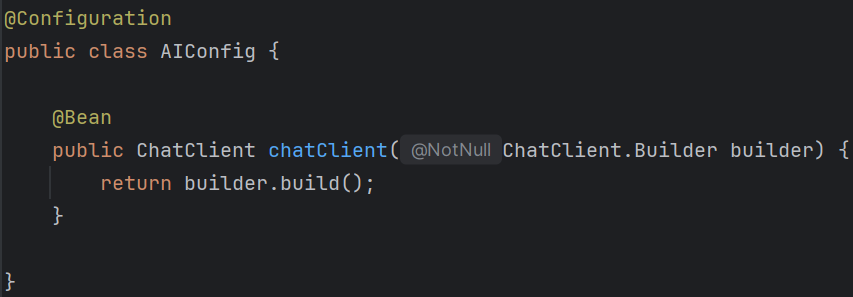 @Configuration
public class AIConfig {
@Bean
public ChatClient chatClient( @NotNull ChatClient.Builder builder) {
return builder.build();
}
}